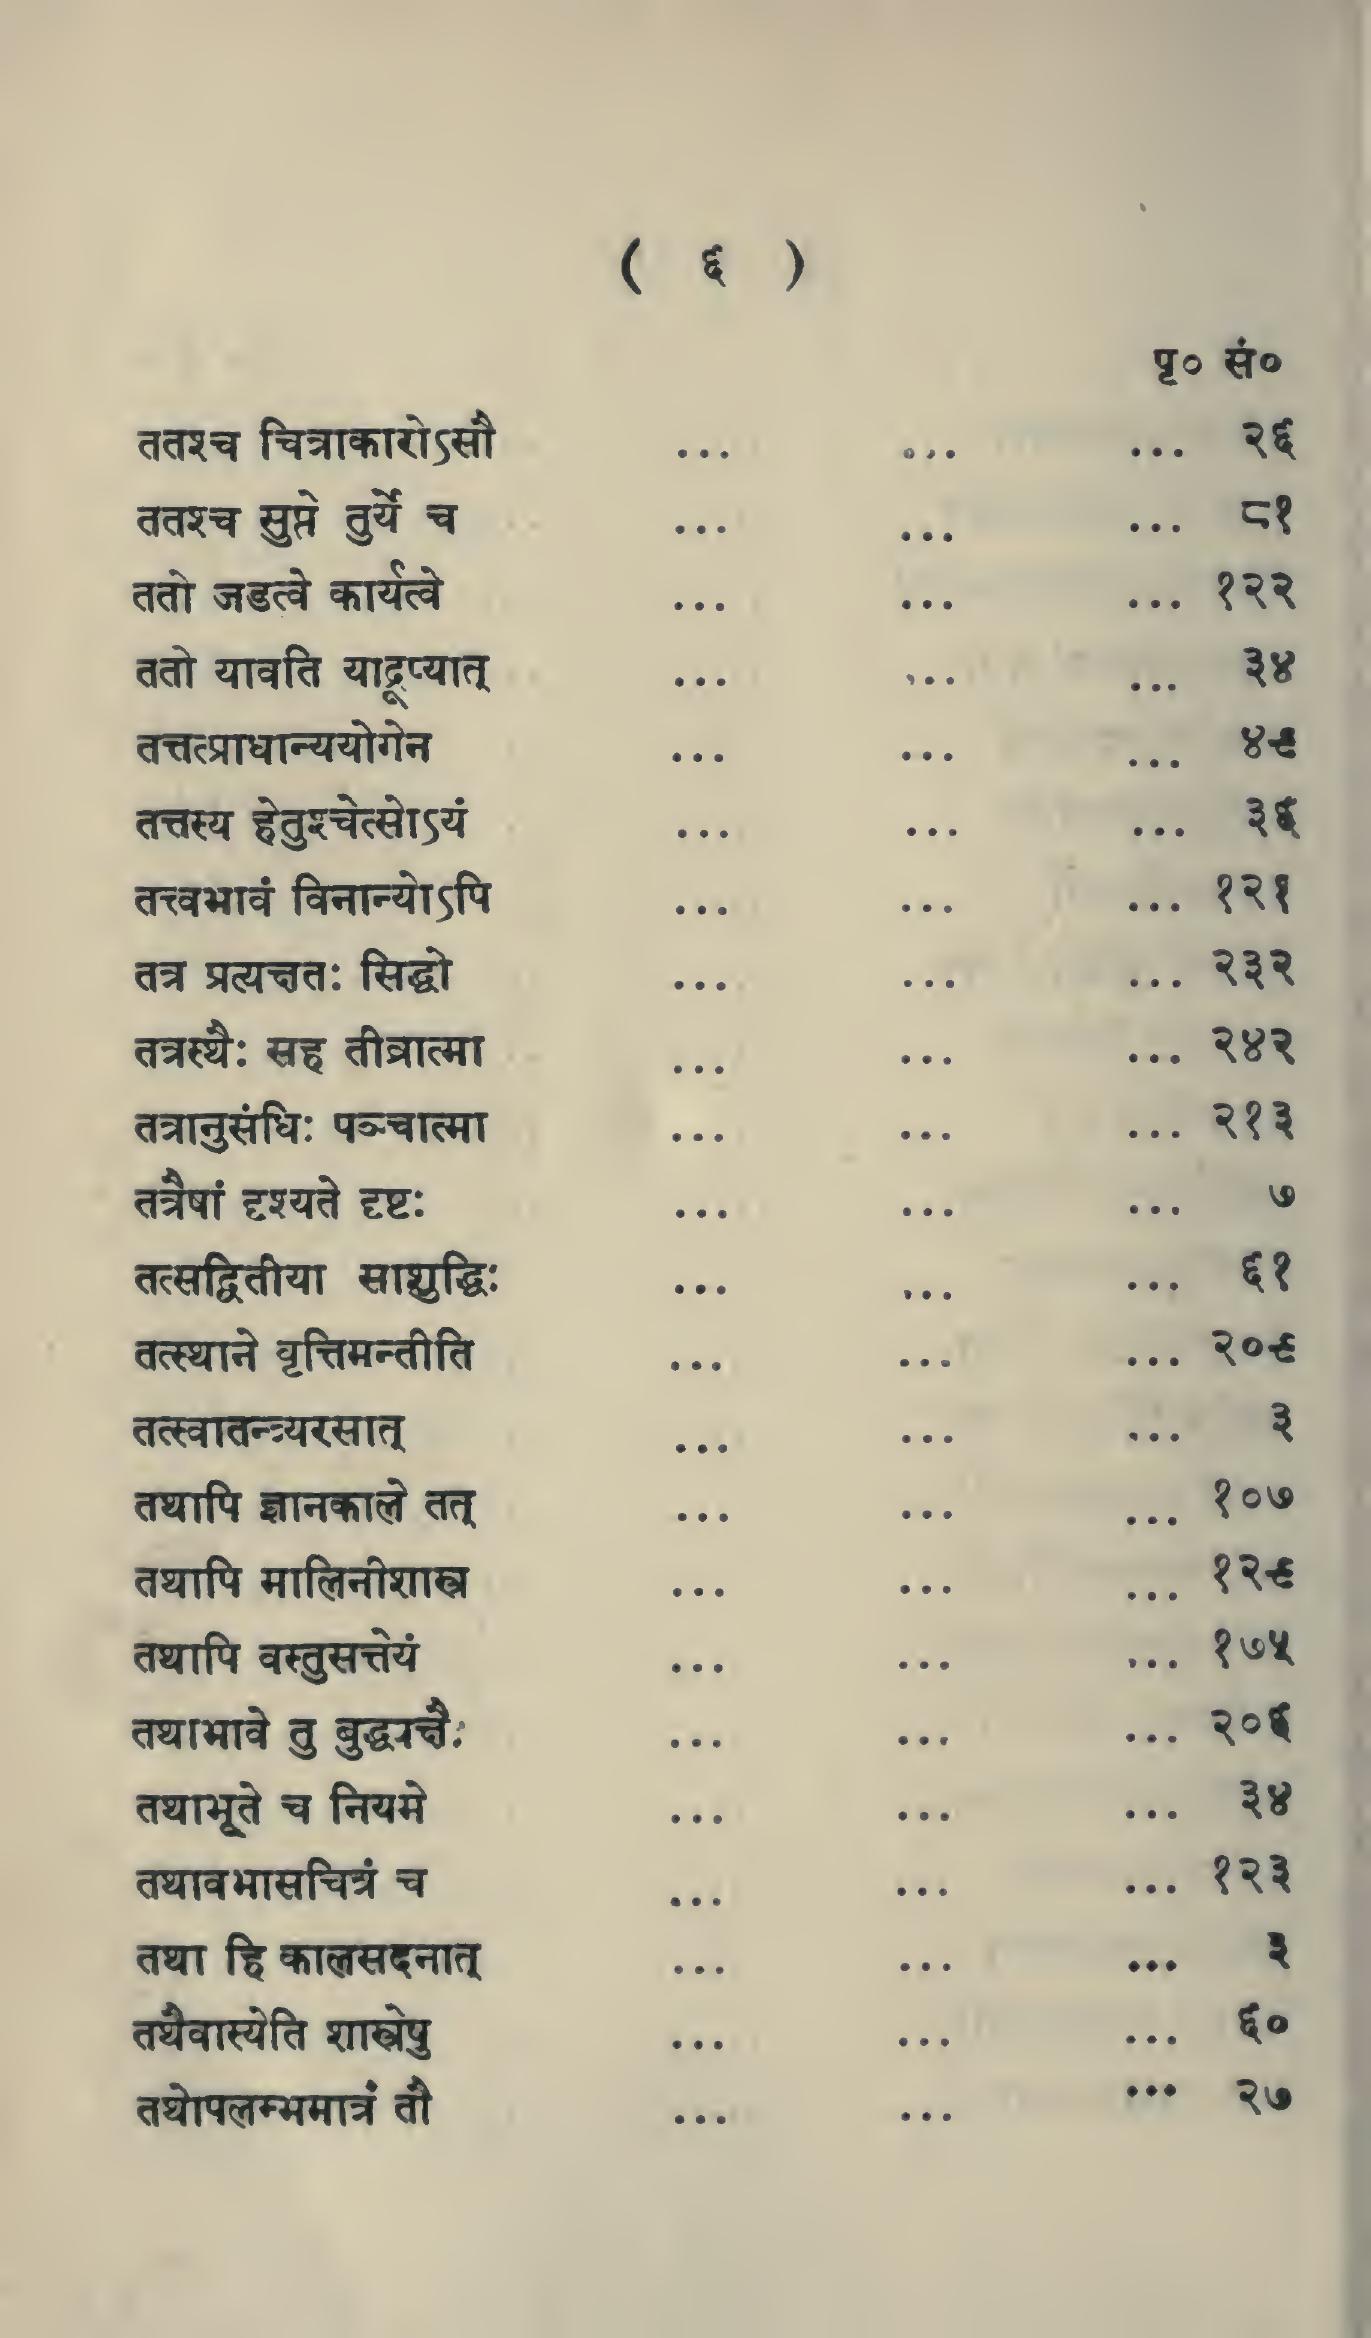 ( ६ )
पृ० सं०
ततश्च चित्राकारोऽसौ ... ... ... २६
ततश्च सुप्ते तुर्ये च ... ... ... ८१
ततो जडत्वे कार्यत्वे ... ... ... १२२
ततो यावति याद्रूप्यात् ... ... ... ३४
तत्तत्प्राधान्ययोगेन ... ... ... ४९
तत्तस्य हेतुश्चेत्सोऽयं ... ... ... ३६
तत्त्वभावं विनान्योऽपि ... ... ... १२१
तत्र प्रत्यक्षतः सिद्धो ... ... ... २३२
तत्रस्थैः सह तीव्रात्मा ... ... ... २४२
तत्रानुसंधिः पञ्चात्मा ... ... ... २१३
तत्रैषां दृश्यते दृष्टः ... ... ... ७
तत्सद्वितीया साशुद्धिः ... ... ... ६१
तत्स्थाने वृत्तिमन्तीति ... ... ... २०९
तत्स्वातन्त्र्यरसात् ... ... ... ३
तथापि ज्ञानकाले तत् ... ... ... १०७
तथापि मालिनीशास्त्र ... ... ... १२९
तथापि वस्तुसत्तेयं ... ... ... १७५
तथाभावे तु बुद्ध्यक्षैः ... ... ... २०६
तथाभूते च नियमे ... ... ... ३४
तथावभासचित्रं च ... ... ... १२३
तथा हि कालसदनात् ... ... ... ३
तथैवास्येति शास्त्रेषु ... ... ... ६०
तथोपलम्भमात्रं तौ ... ... ... २७